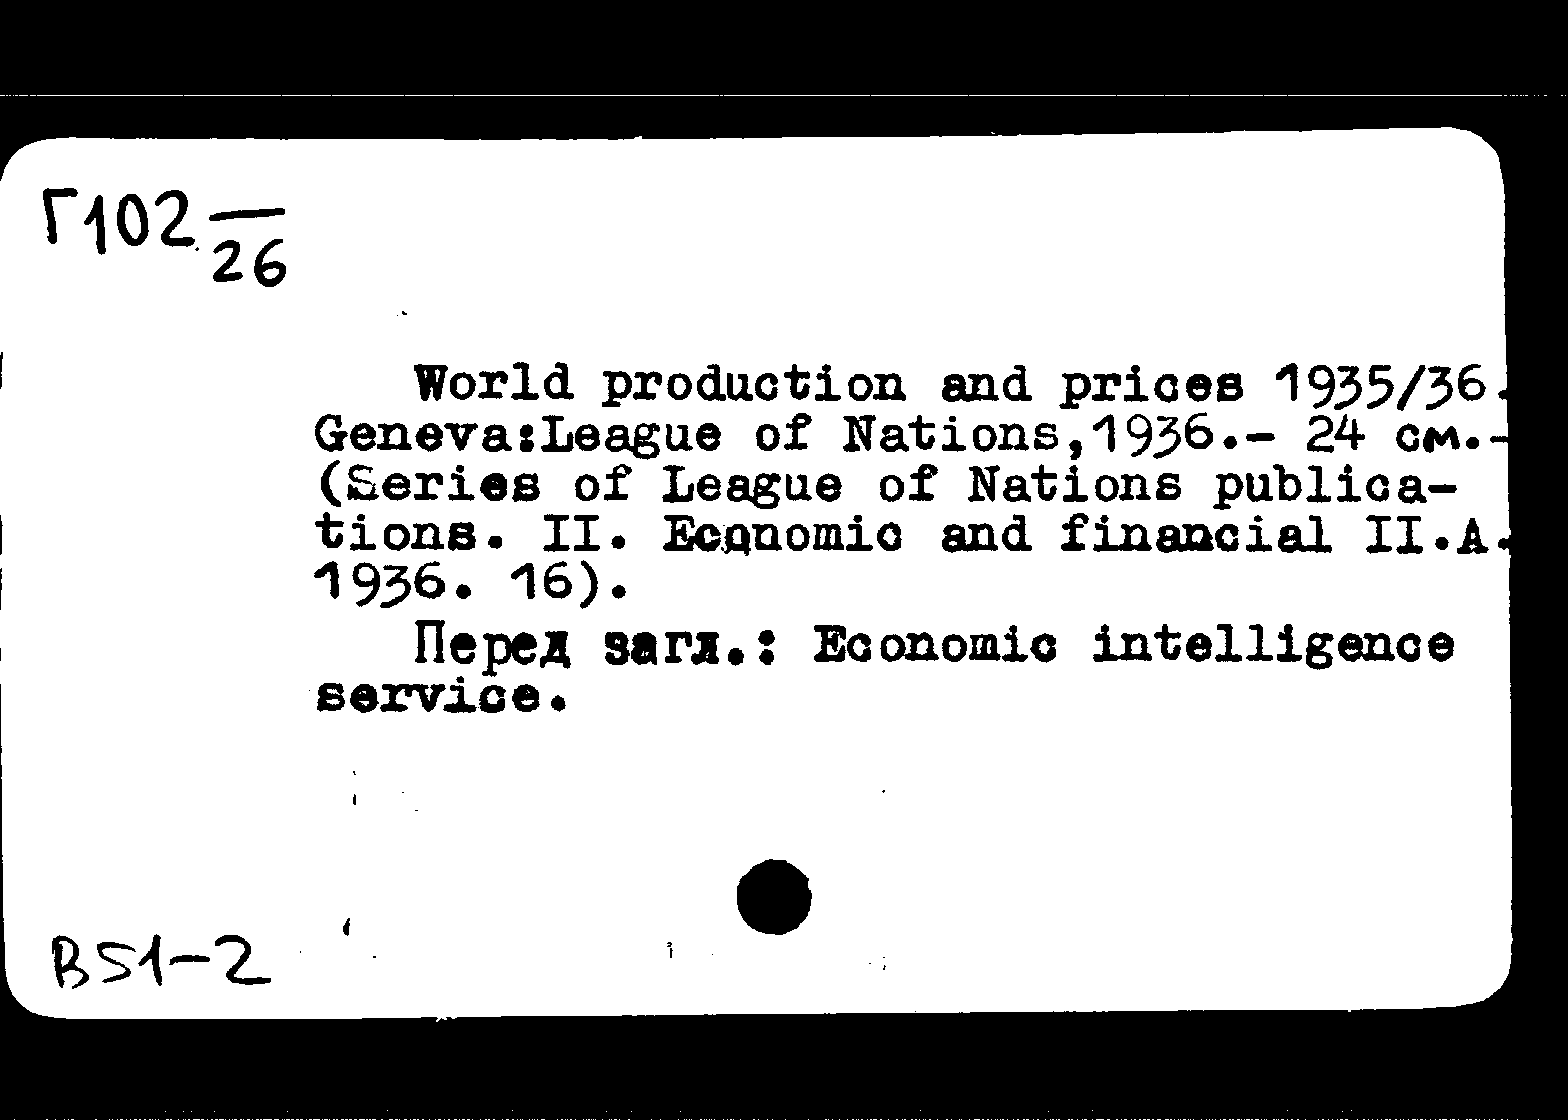 Г102 —
26
World production and prices 1935/36.
Geneva:League of Nations,1936.- 24 см.-
(Series of League of Nations publica-
tions. II. Economic and financial II.A.
1936. 16).
Перед загл.: Economic intelligence
service.
B51-2